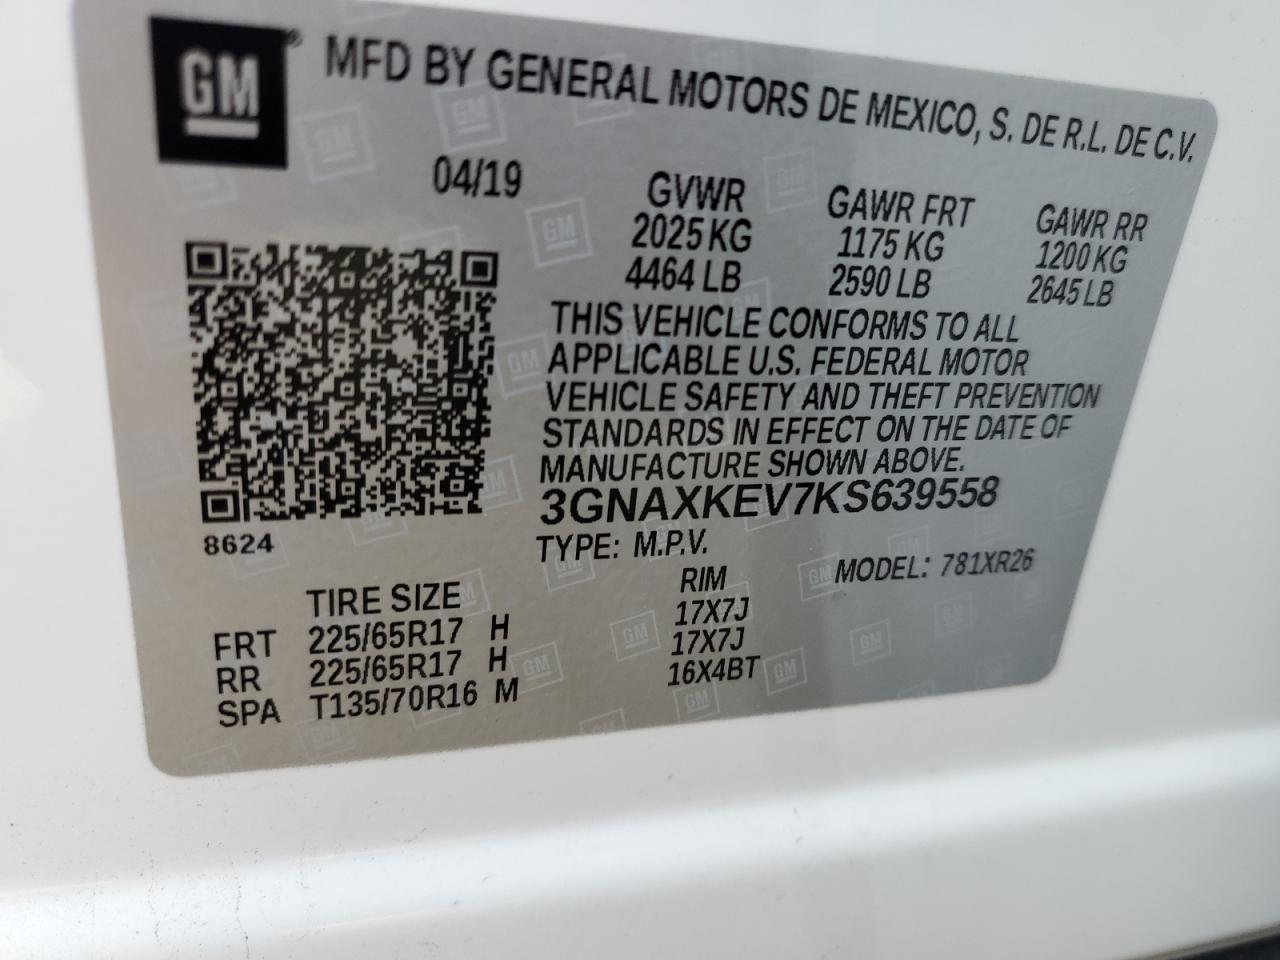 GM® MFD BY GENERAL MOTORS DE MEXICO, S. DE R.L. DE C.V.
04/19 GVWR GAWR FRT GAWR RR
2025 KG 1175 KG 1200 KG
4464 LB 2590 LB 2645 LB
THIS VEHICLE CONFORMS TO ALL
APPLICABLE U.S. FEDERAL MOTOR
VEHICLE SAFETY AND THEFT PREVENTION
STANDARDS IN EFFECT ON THE DATE OF
MANUFACTURE SHOWN ABOVE.
3GNAXKEV7KS639558
8624
TYPE: M.P.V. MODEL: 781XR26
TIRE SIZE RIM
FRT 225/65R17 H 17X7J
RR 225/65R17 H 17X7J
SPA T135/70R16 M 16X4BT